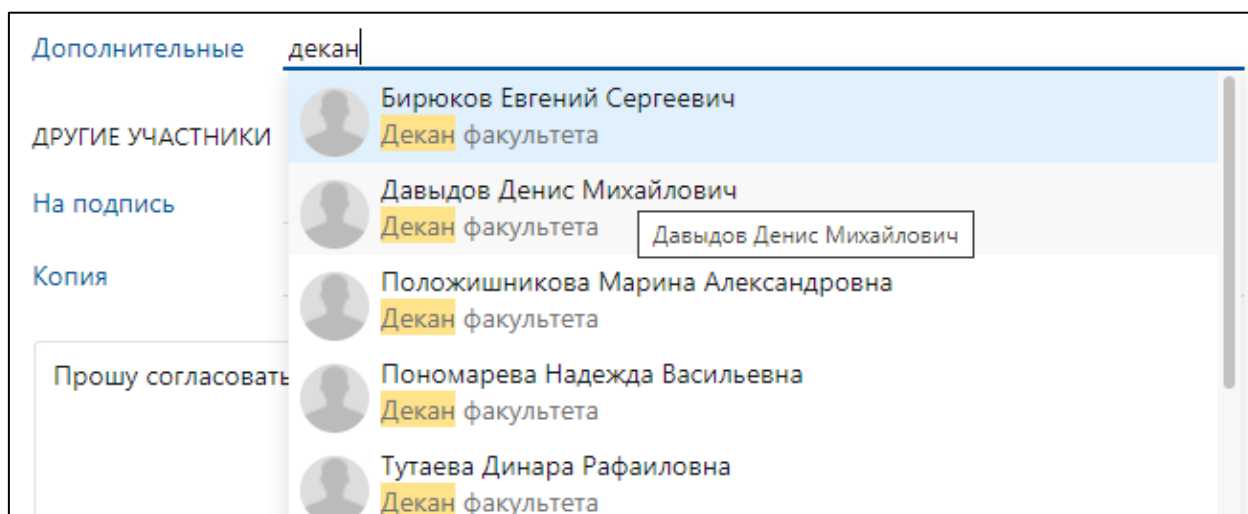 Дополнительные декан
Бирюков Евгений Сергеевич
Декан факультета
ДРУГИЕ УЧАСТНИКИ
Давыдов Денис Михайлович
На подпись
Декан факультета
Давыдов Денис Михайлович
Копия
Положишникова Марина Александровна
Декан факультета
Прошу согласовать
Пономарева Надежда Васильевна
Декан факультета
Тутаева Динара Рафаиловна
Декан факультета